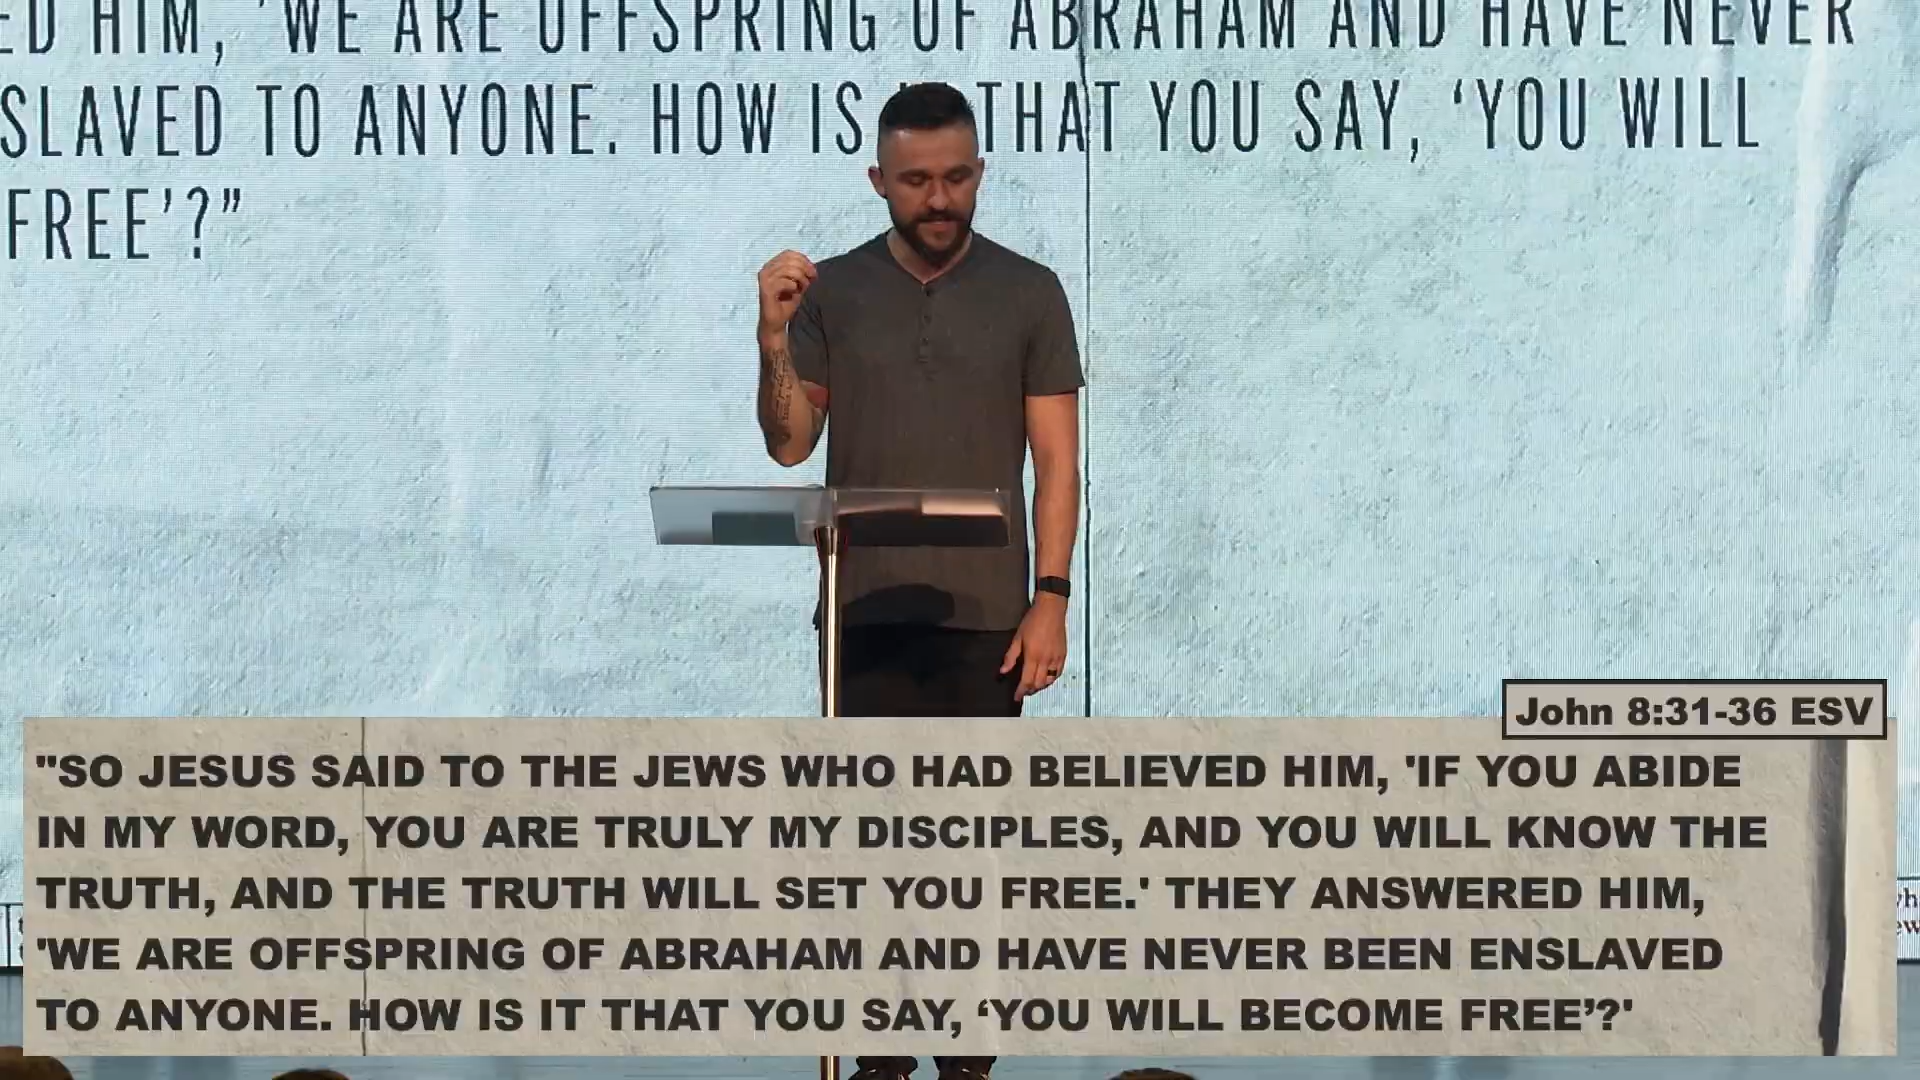 ED HIM, 'WE ARE OFFSPRING OF ABRAHAM AND HAVE NEVER
SLAVED TO ANYONE. HOW IS THAT YOU SAY, ‘YOU WILL
FREE’?”
John 8:31-36 ESV
"SO JESUS SAID TO THE JEWS WHO HAD BELIEVED HIM, 'IF YOU ABIDE
IN MY WORD, YOU ARE TRULY MY DISCIPLES, AND YOU WILL KNOW THE
TRUTH, AND THE TRUTH WILL SET YOU FREE.' THEY ANSWERED HIM,
'WE ARE OFFSPRING OF ABRAHAM AND HAVE NEVER BEEN ENSLAVED
TO ANYONE. HOW IS IT THAT YOU SAY, ‘YOU WILL BECOME FREE’?'